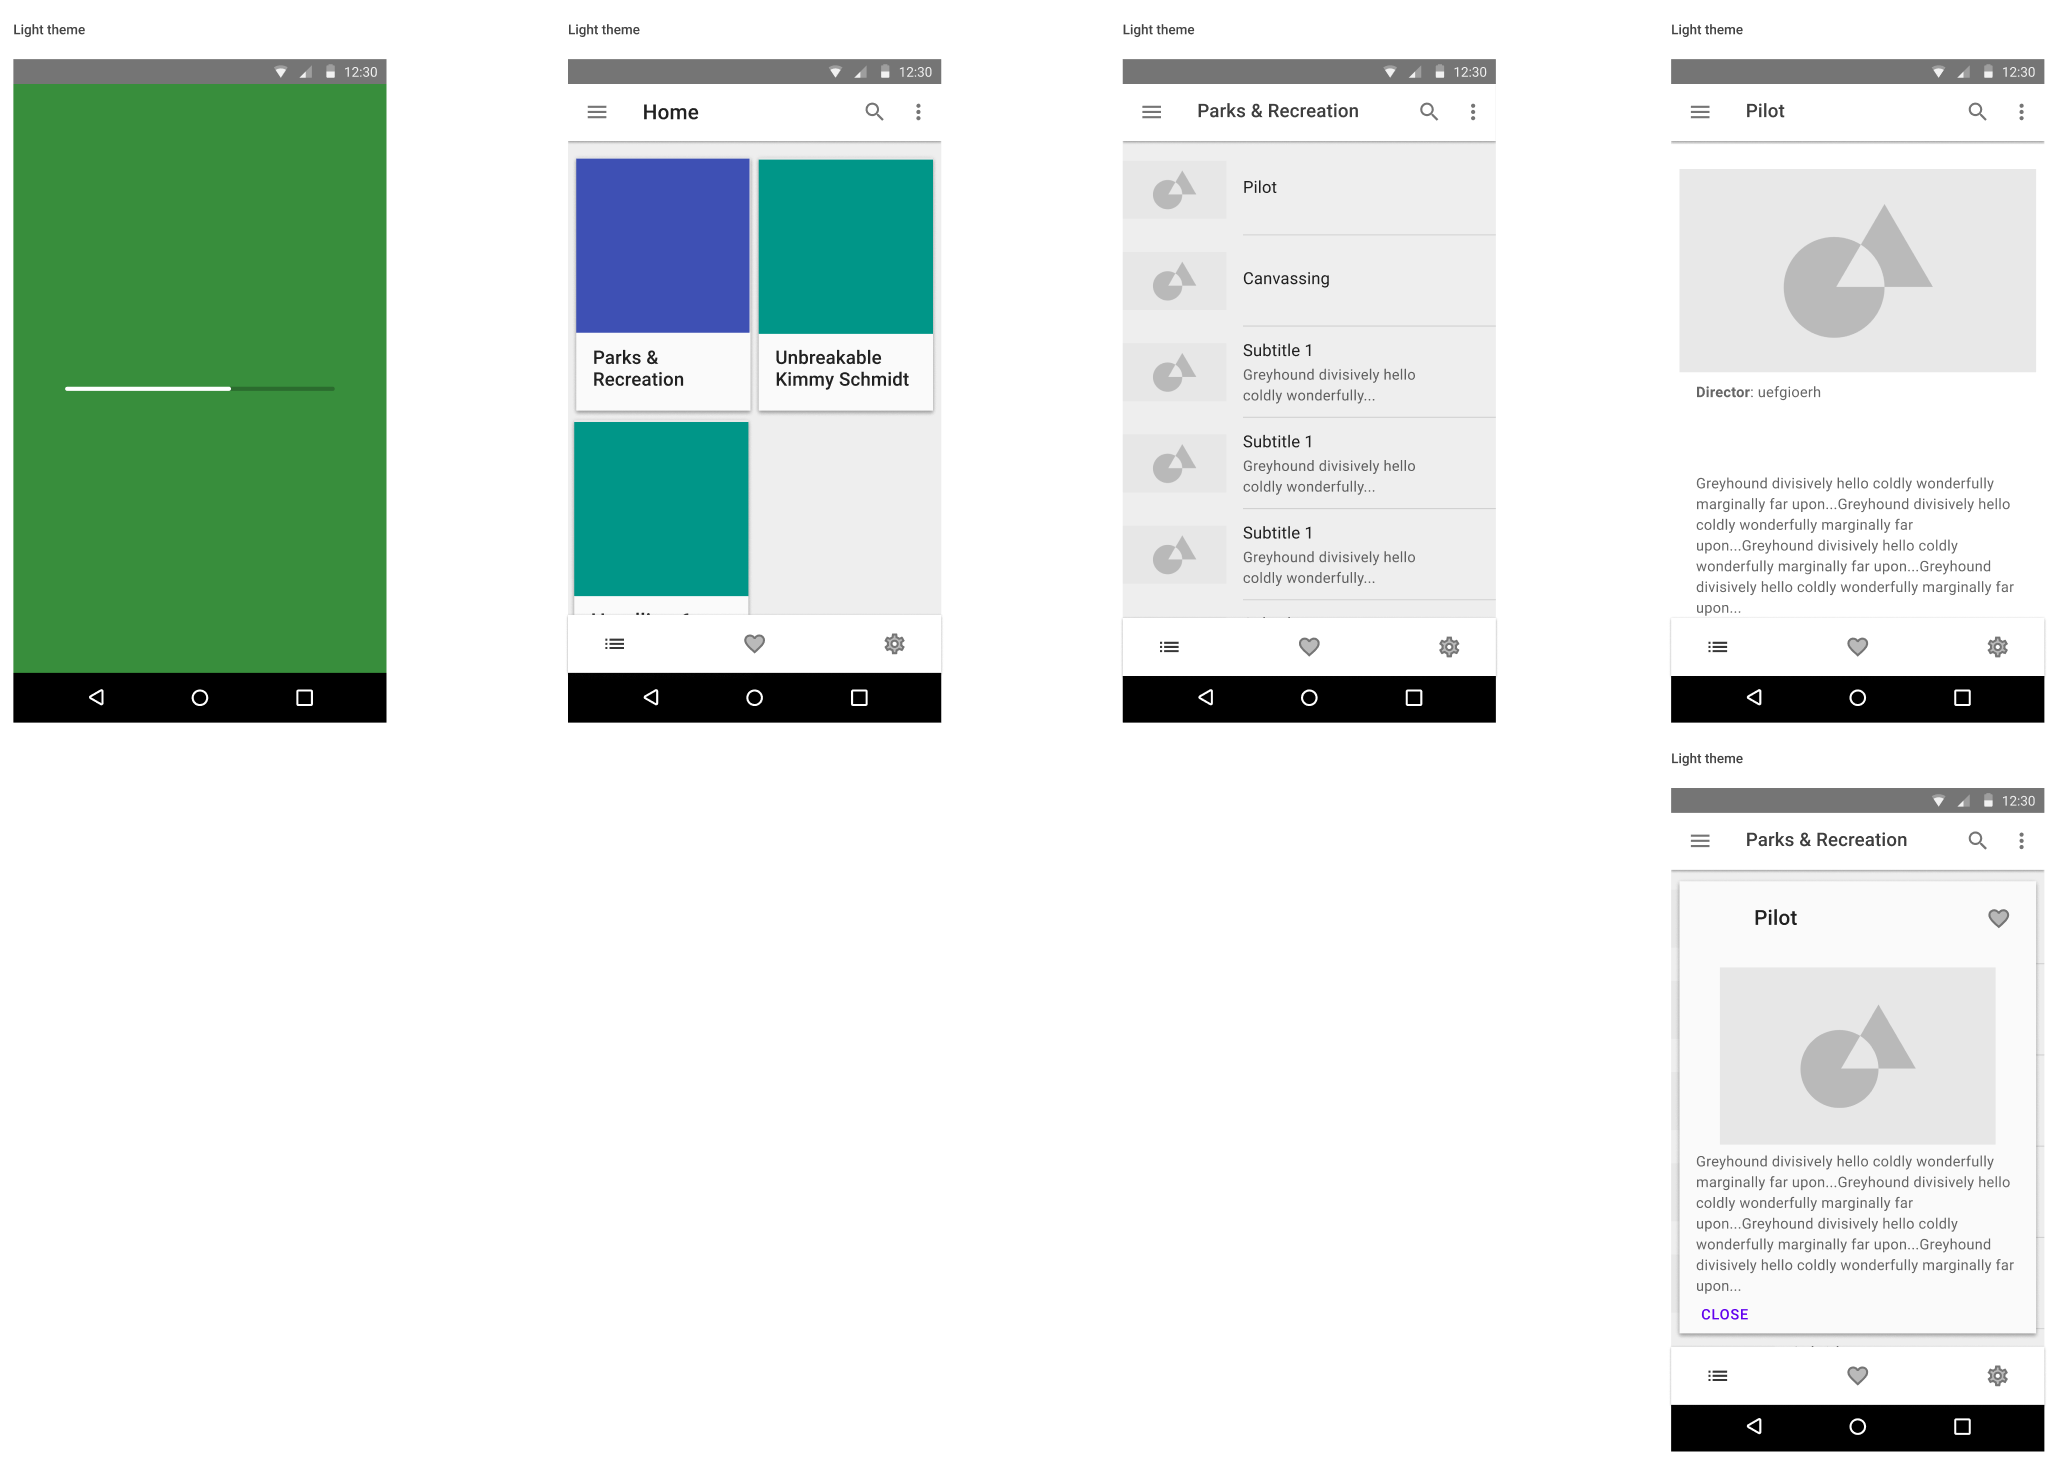 Light theme
12:30
Light theme
12:30
Home
Parks &
Recreation
Unbreakable
Kimmy Schmidt
Light theme
12:30
Parks & Recreation
Pilot
Canvassing
Subtitle 1
Greyhound divisively hello
coldly wonderfully...
Subtitle 1
Greyhound divisively hello
coldly wonderfully...
Subtitle 1
Greyhound divisively hello
coldly wonderfully...
Light theme
12:30
Pilot
Director: uefgioerh
Greyhound divisively hello coldly wonderfully
marginally far upon...Greyhound divisively hello
coldly wonderfully marginally far
upon...Greyhound divisively hello coldly
wonderfully marginally far upon...Greyhound
divisively hello coldly wonderfully marginally far
upon...
Light theme
12:30
Parks & Recreation
Pilot
Greyhound divisively hello coldly wonderfully
marginally far upon...Greyhound divisively hello
coldly wonderfully marginally far
upon...Greyhound divisively hello coldly
wonderfully marginally far upon...Greyhound
divisively hello coldly wonderfully marginally far
upon...
CLOSE